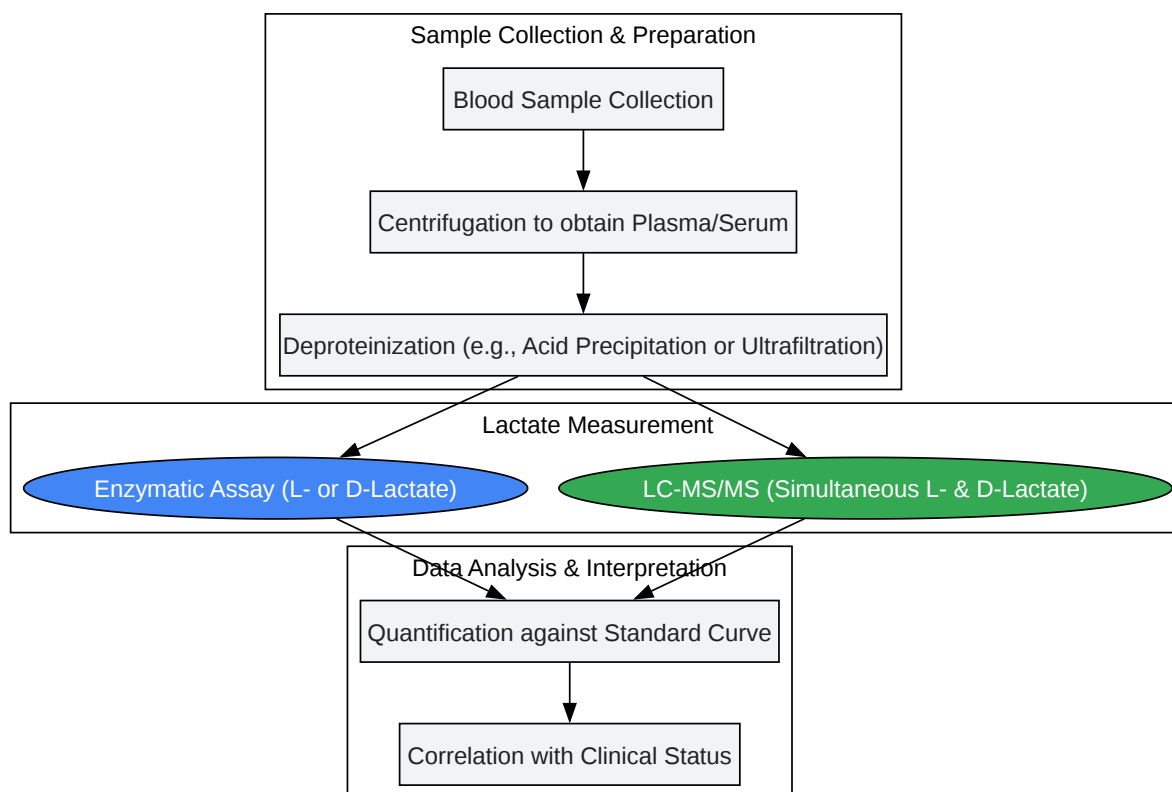 Sample Collection & Preparation
Blood Sample Collection
Centrifugation to obtain Plasma/Serum
Deproteinization (e.g., Acid Precipitation or Ultrafiltration)
Lactate Measurement
Enzymatic Assay (L- or D-Lactate)
LC-MS/MS (Simultaneous L- & D-Lactate)
Data Analysis & Interpretation
Quantification against Standard Curve
Correlation with Clinical Status